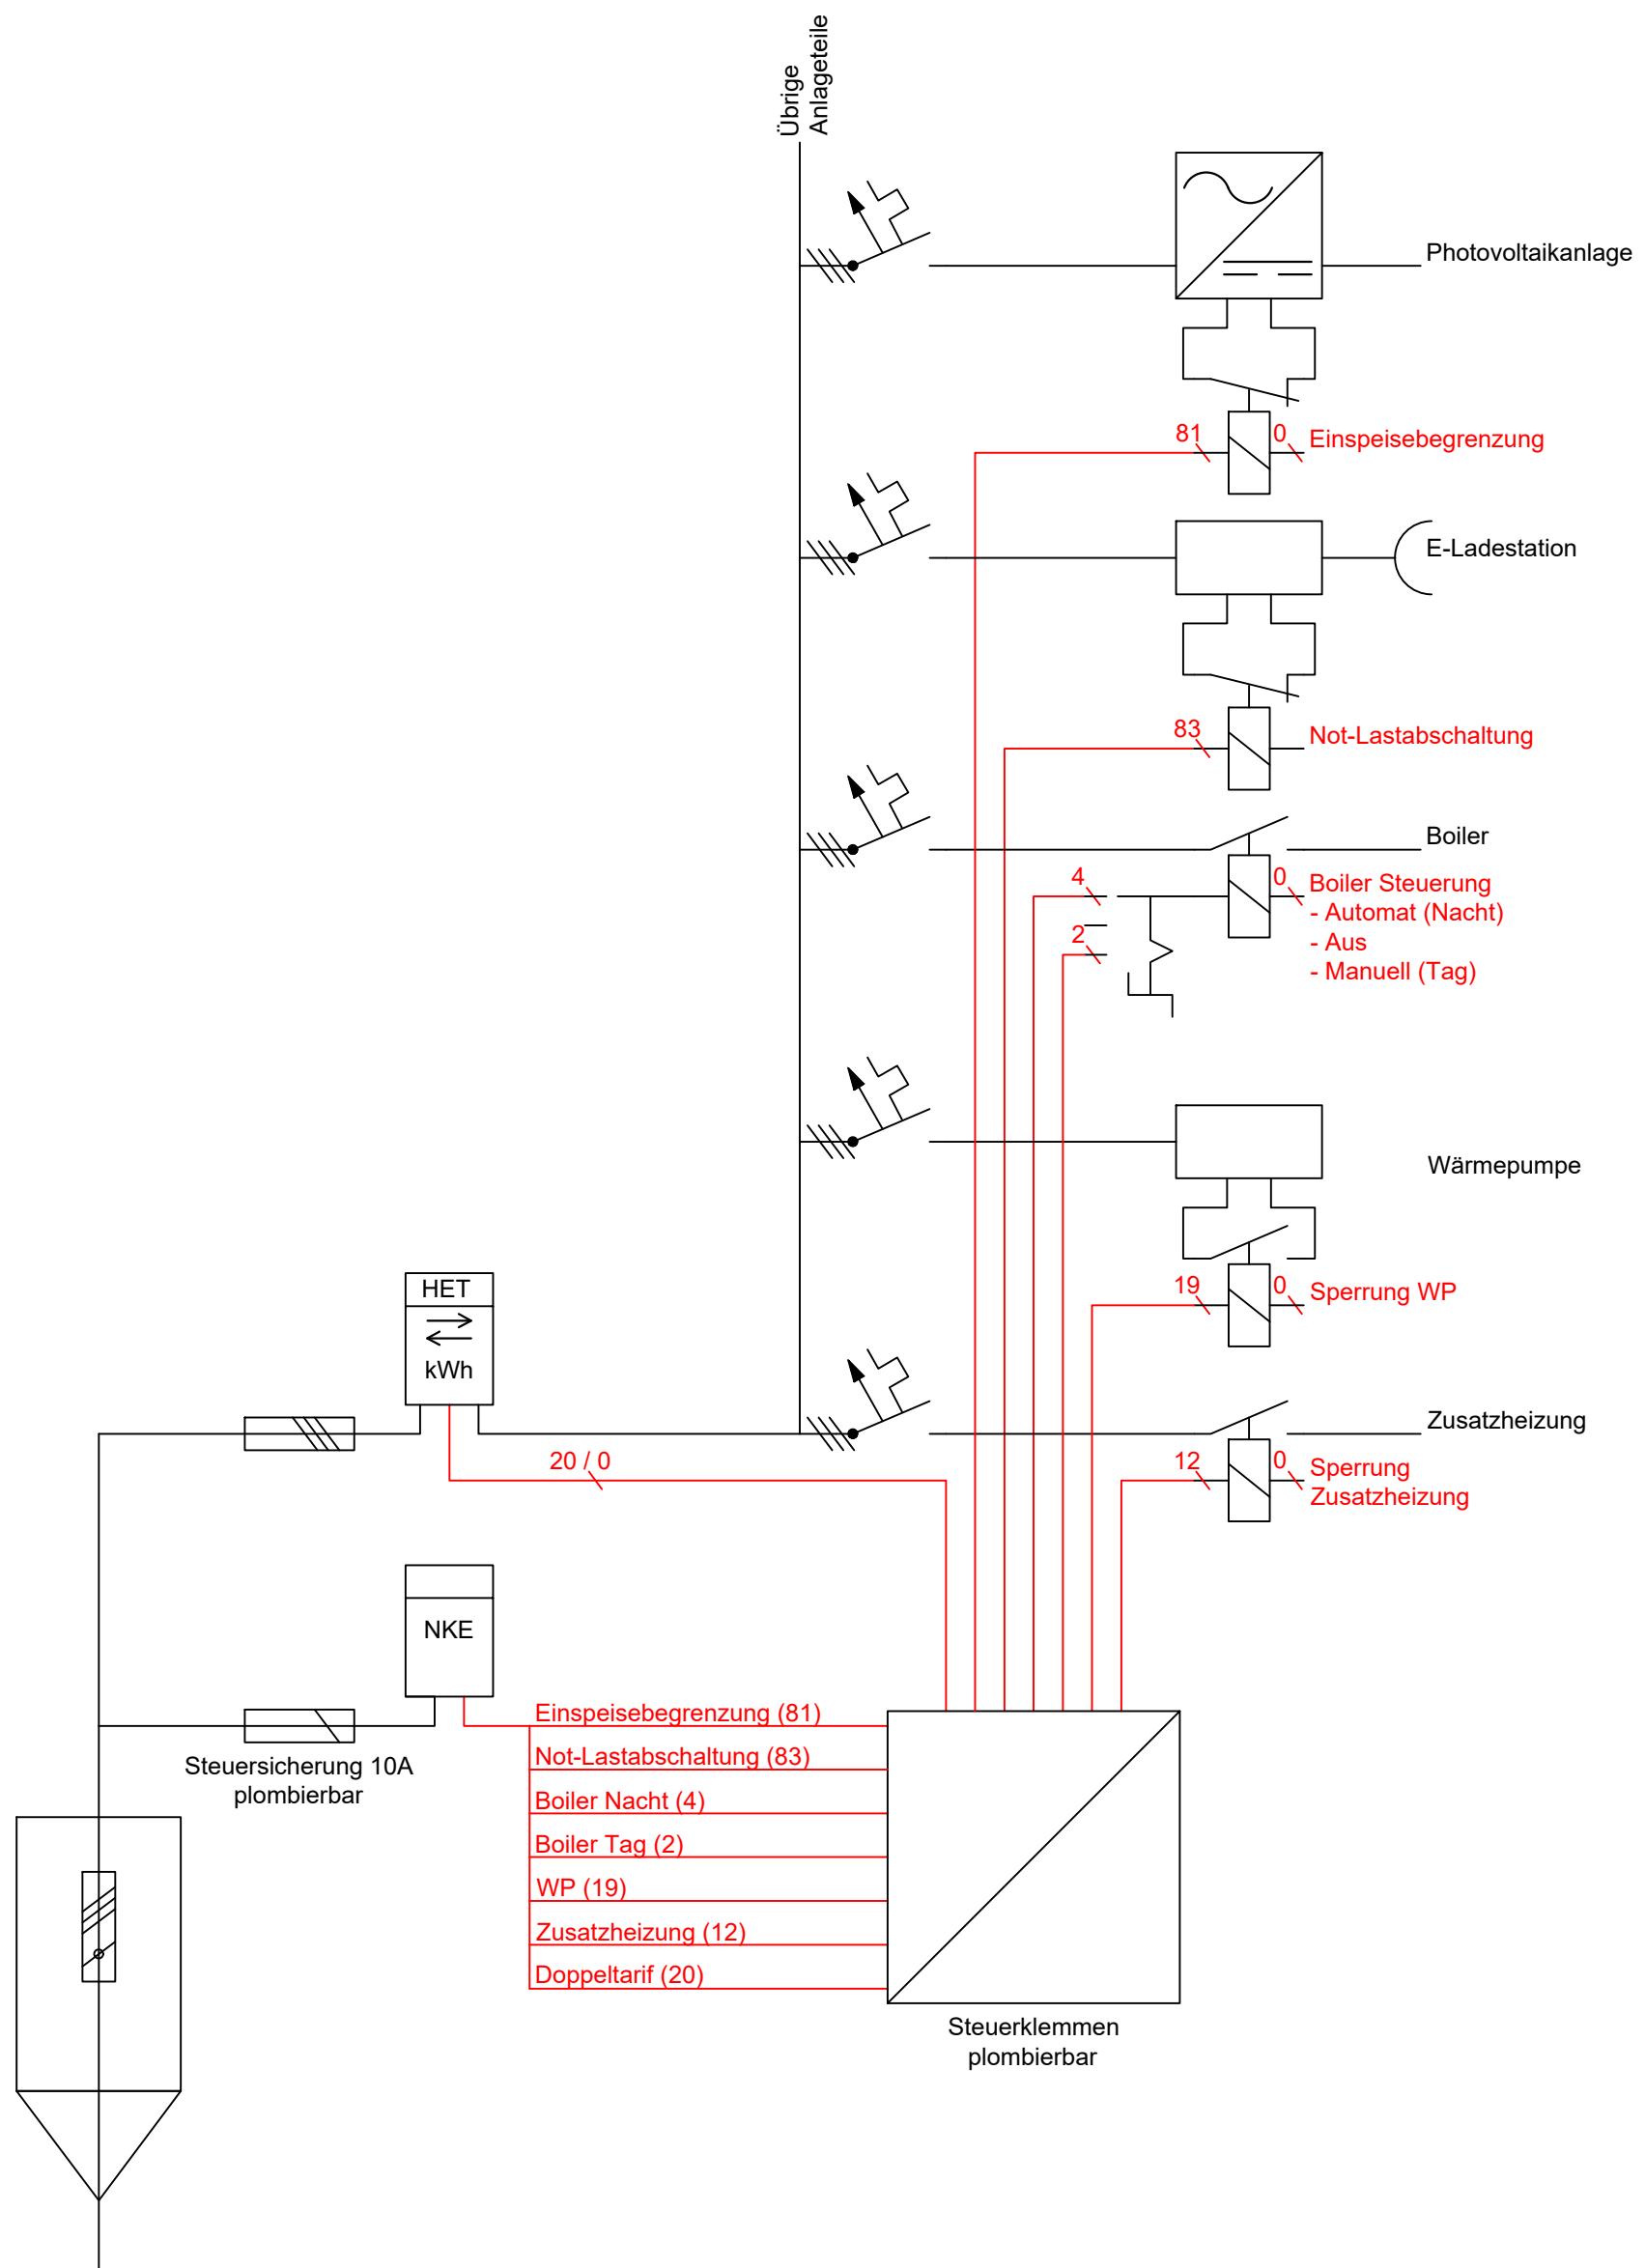 Übrige
Anlageteile
Photovoltaikanlage
81
0
Einspeisebegrenzung
E-Ladestation
83
Not-Lastabschaltung
Boiler
4
0
Boiler Steuerung
- Automat (Nacht)
2
- Aus
- Manuell (Tag)
Wärmepumpe
HET
kWh
19
0
Sperrung WP
Zusatzheizung
20 / 0
12
0
Sperrung
Zusatzheizung
NKE
Steuersicherung 10A
plombierbar
Einspeisebegrenzung (81)
Not-Lastabschaltung (83)
Boiler Nacht (4)
Boiler Tag (2)
WP (19)
Zusatzheizung (12)
Doppeltarif (20)
Steuerklemmen
plombierbar